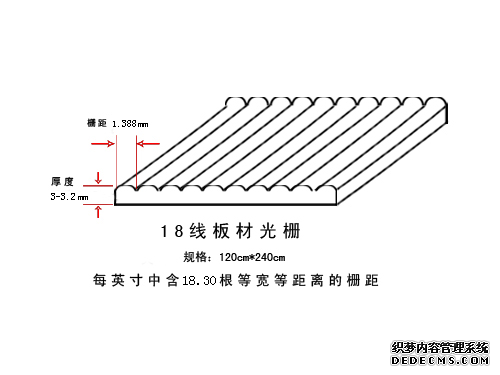 栅距 1.388mm
厚度
3-3.2mm
18线板材光栅
规格：120cm*240cm
每英寸中含18.30根等宽等距离的栅距
织梦内容管理系统
DEDECMS.COM